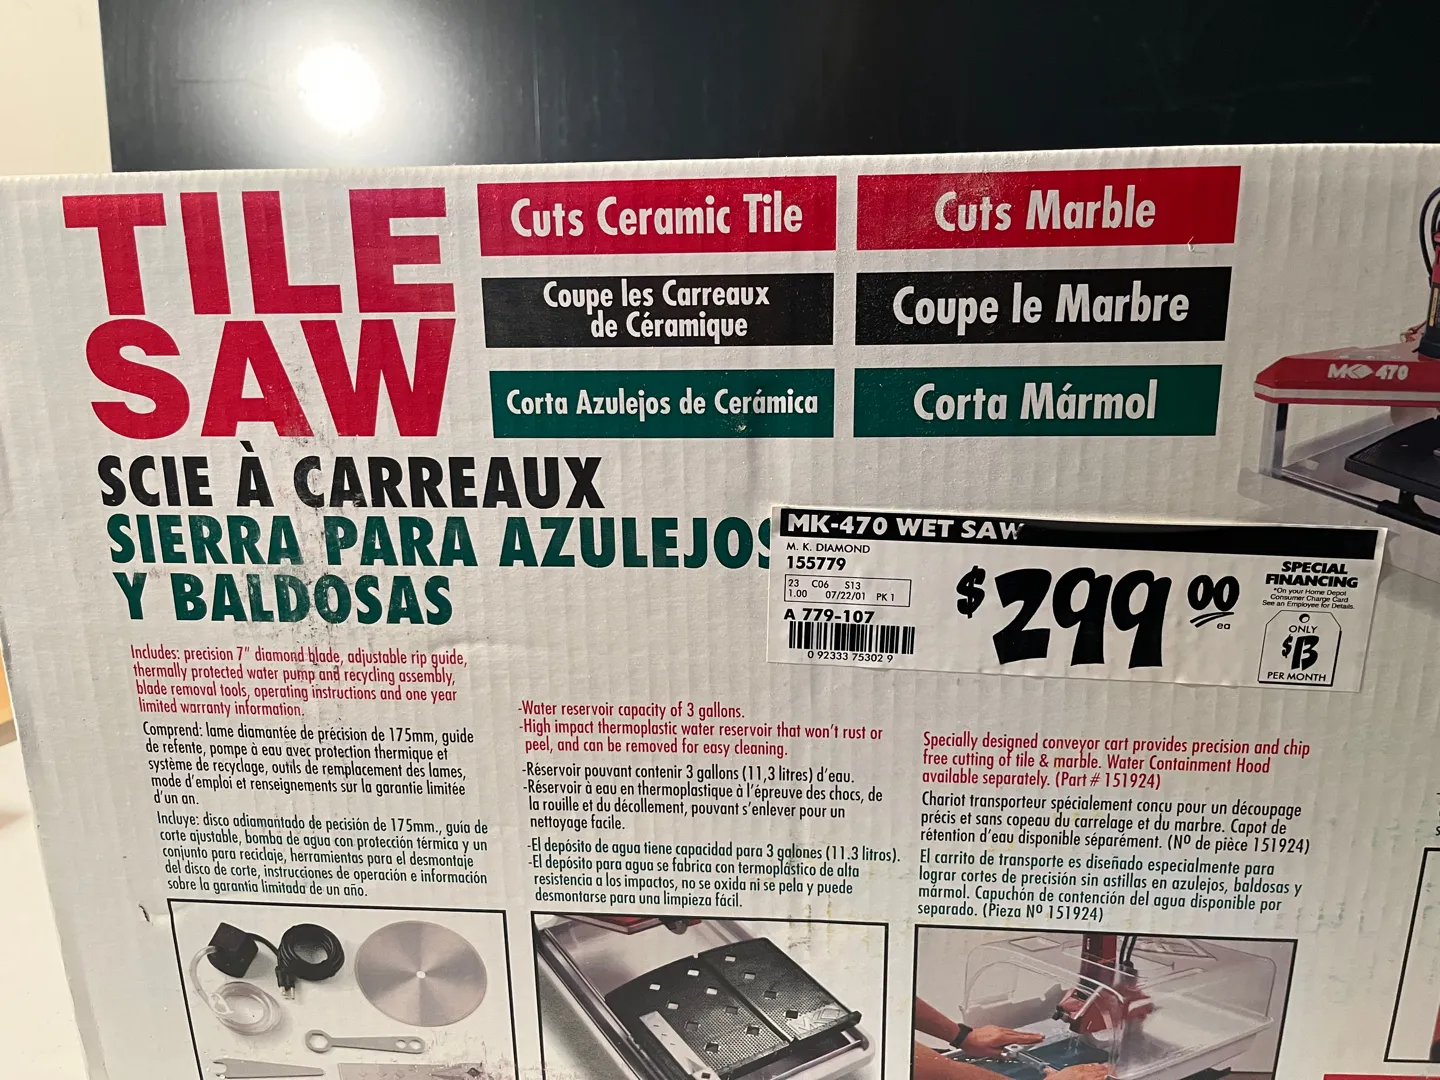 TILE
SAW
SCIE À CARREAUX
SIERRA PARA AZULEJOS
Y BALDOSAS
Cuts Ceramic Tile
Coupe les Carreaux
de Céramique
Corta Azulejos de Cerámica
Cuts Marble
Coupe le Marbre
Corta Mármol
MK 470
MK-470 WET SAW
M. K. DIAMOND
155779
23 C06 S13
1.00 07/22/01 PK 1
A 779-107
0 92333 75302 9
$299 00
ea
SPECIAL
FINANCING
*On your Home Depot
Consumer Charge Card
See an Employee for Details.
ONLY
$13
PER MONTH
Includes: precision 7" diamond blade, adjustable rip guide,
thermally protected water pump and recycling assembly,
blade removal tools, operating instructions and one year
limited warranty information.
Comprend: lame diamantée de précision de 175mm, guide
de refente, pompe à eau avec protection thermique et
système de recyclage, outils de remplacement des lames,
mode d'emploi et renseignements sur la garantie limitée
d'un an.
Incluye: disco adiamantado de pecisión de 175mm., guía de
corte ajustable, bomba de agua con protección térmica y un
conjunto para reciclaje, herramientas para el desmontaje
del disco de corte, instrucciones de operación e información
sobre la garantía limitada de un año.
-Water reservoir capacity of 3 gallons.
-High impact thermoplastic water reservoir that won't rust or
peel, and can be removed for easy cleaning.
-Réservoir pouvant contenir 3 gallons (11,3 litres) d'eau.
-Réservoir à eau en thermoplastique à l'épreuve des chocs, de
la rouille et du décollement, pouvant s'enlever pour un
nettoyage facile.
-El depósito de agua tiene capacidad para 3 galones (11.3 litros).
-El depósito para agua se fabrica con termoplástico de alta
resistencia a los impactos, no se oxida ni se pela y puede
desmontarse para una limpieza fácil.
Specially designed conveyor cart provides precision and chip
free cutting of tile & marble. Water Containment Hood
available separately. (Part # 151924)
Chariot transporteur spécialement concu pour un découpage
précis et sans copeau du carrelage et du marbre. Capot de
rétention d'eau disponible séparément. (Nº de pièce 151924)
El carrito de transporte es diseñado especialmente para
lograr cortes de precisión sin astillas en azulejos, baldosas y
mármol. Capuchón de contención del agua disponible por
separado. (Pieza Nº 151924)